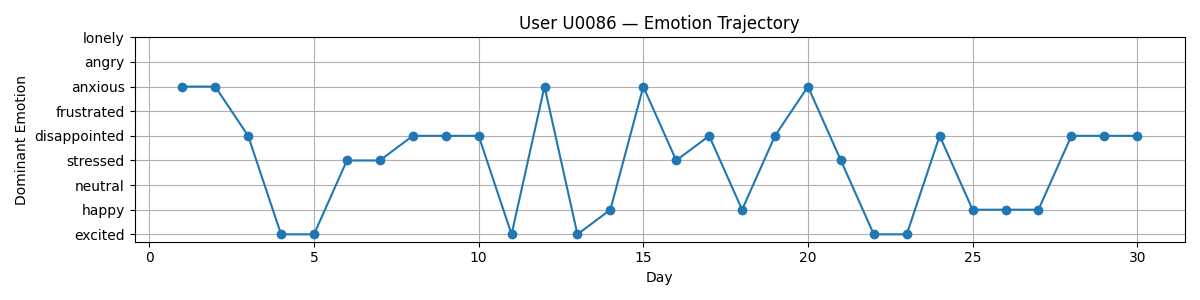 User U0086 — Emotion Trajectory
Dominant Emotion
lonely
angry
anxious
frustrated
disappointed
stressed
neutral
happy
excited
0 5 10 15 20 25 30
Day